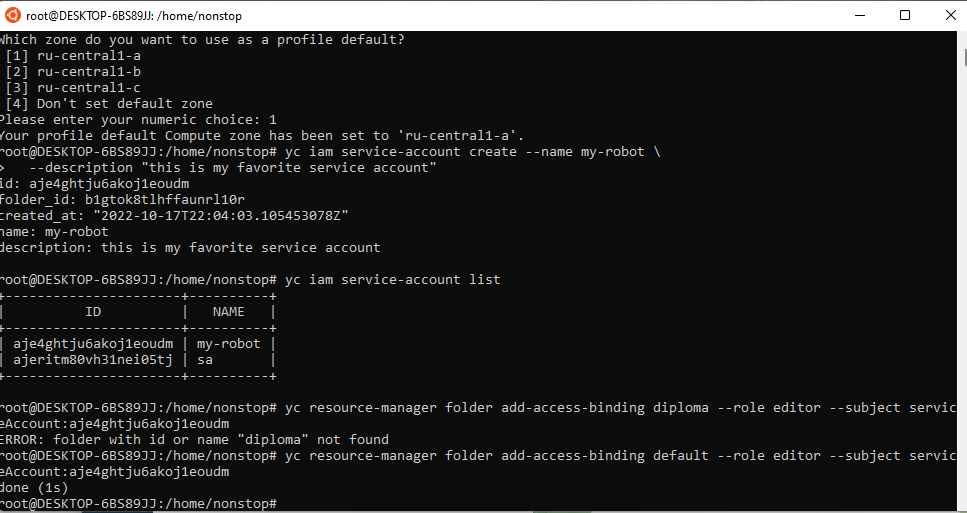 root@DESKTOP-6BS89JJ: /home/nonstop
Which zone do you want to use as a profile default?
[1] ru-central1-a
[2] ru-central1-b
[3] ru-central1-c
[4] Don't set default zone
Please enter your numeric choice: 1
Your profile default Compute zone has been set to 'ru-central1-a'.
root@DESKTOP-6BS89JJ:/home/nonstop# yc iam service-account create --name my-robot \
>   --description "this is my favorite service account"
id: aje4ghtju6akoj1eoudm
folder_id: b1gtok8tlhffaunrl10r
created_at: "2022-10-17T22:04:03.105453078Z"
name: my-robot
description: this is my favorite service account
root@DESKTOP-6BS89JJ:/home/nonstop# yc iam service-account list
+----------------------+----------+
|          ID          |   NAME   |
+----------------------+----------+
| aje4ghtju6akoj1eoudm | my-robot |
| ajeritm80vh31nei05tj | sa       |
+----------------------+----------+
root@DESKTOP-6BS89JJ:/home/nonstop# yc resource-manager folder add-access-binding diploma --role editor --subject servic
eAccount:aje4ghtju6akoj1eoudm
ERROR: folder with id or name "diploma" not found
root@DESKTOP-6BS89JJ:/home/nonstop# yc resource-manager folder add-access-binding default --role editor --subject servic
eAccount:aje4ghtju6akoj1eoudm
done (1s)
root@DESKTOP-6BS89JJ:/home/nonstop#